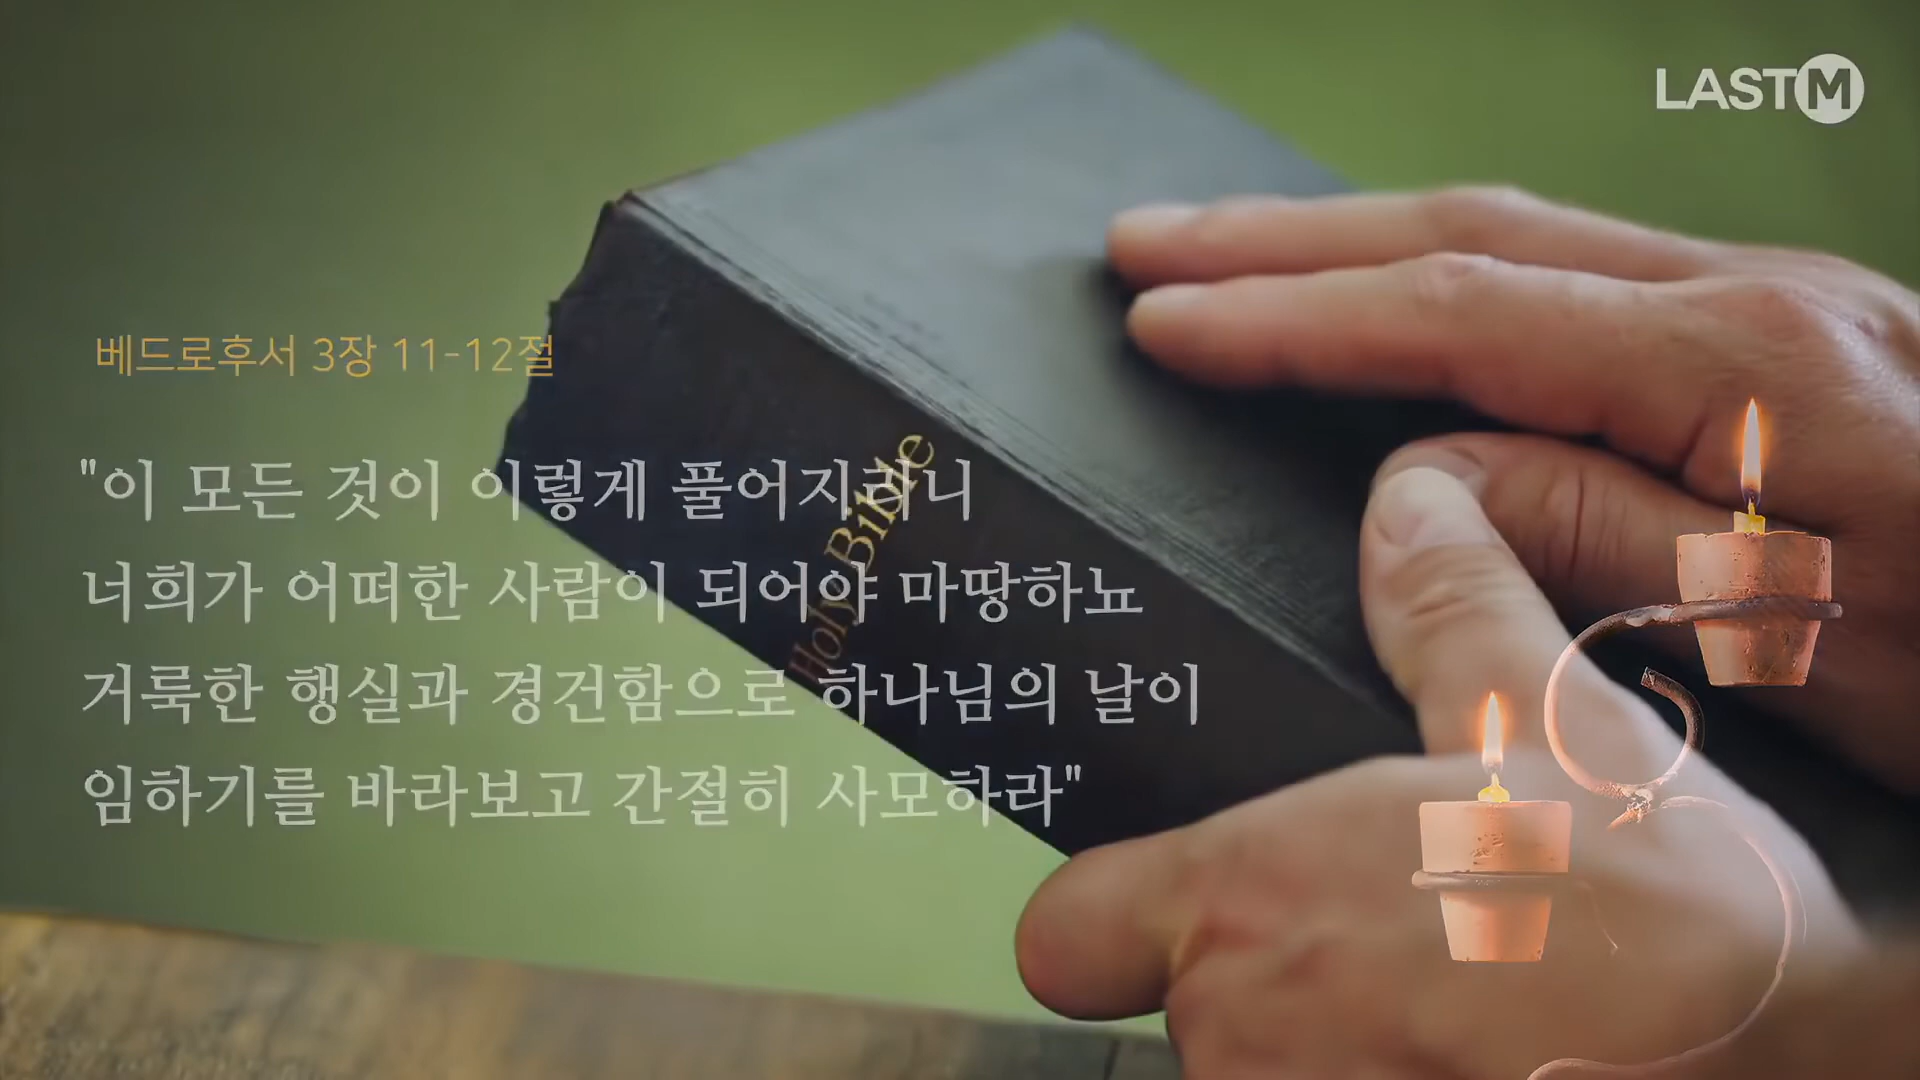 LAST M
베드로후서 3장 11-12절
"이 모든 것이 이렇게 풀어지리니
너희가 어떠한 사람이 되어야 마땅하뇨
거룩한 행실과 경건함으로 하나님의 날이
임하기를 바라보고 간절히 사모하라"
Holy Bible